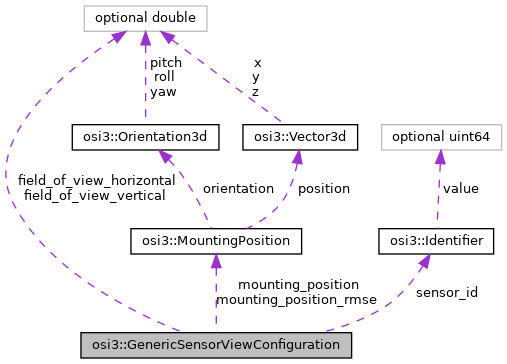 optional double
pitch
roll
yaw
x
y
z
osi3::Orientation3d
osi3::Vector3d
optional uint64
field_of_view_horizontal
field_of_view_vertical
orientation
position
value
osi3::MountingPosition
osi3::Identifier
mounting_position
mounting_position_rmse
sensor_id
osi3::GenericSensorViewConfiguration